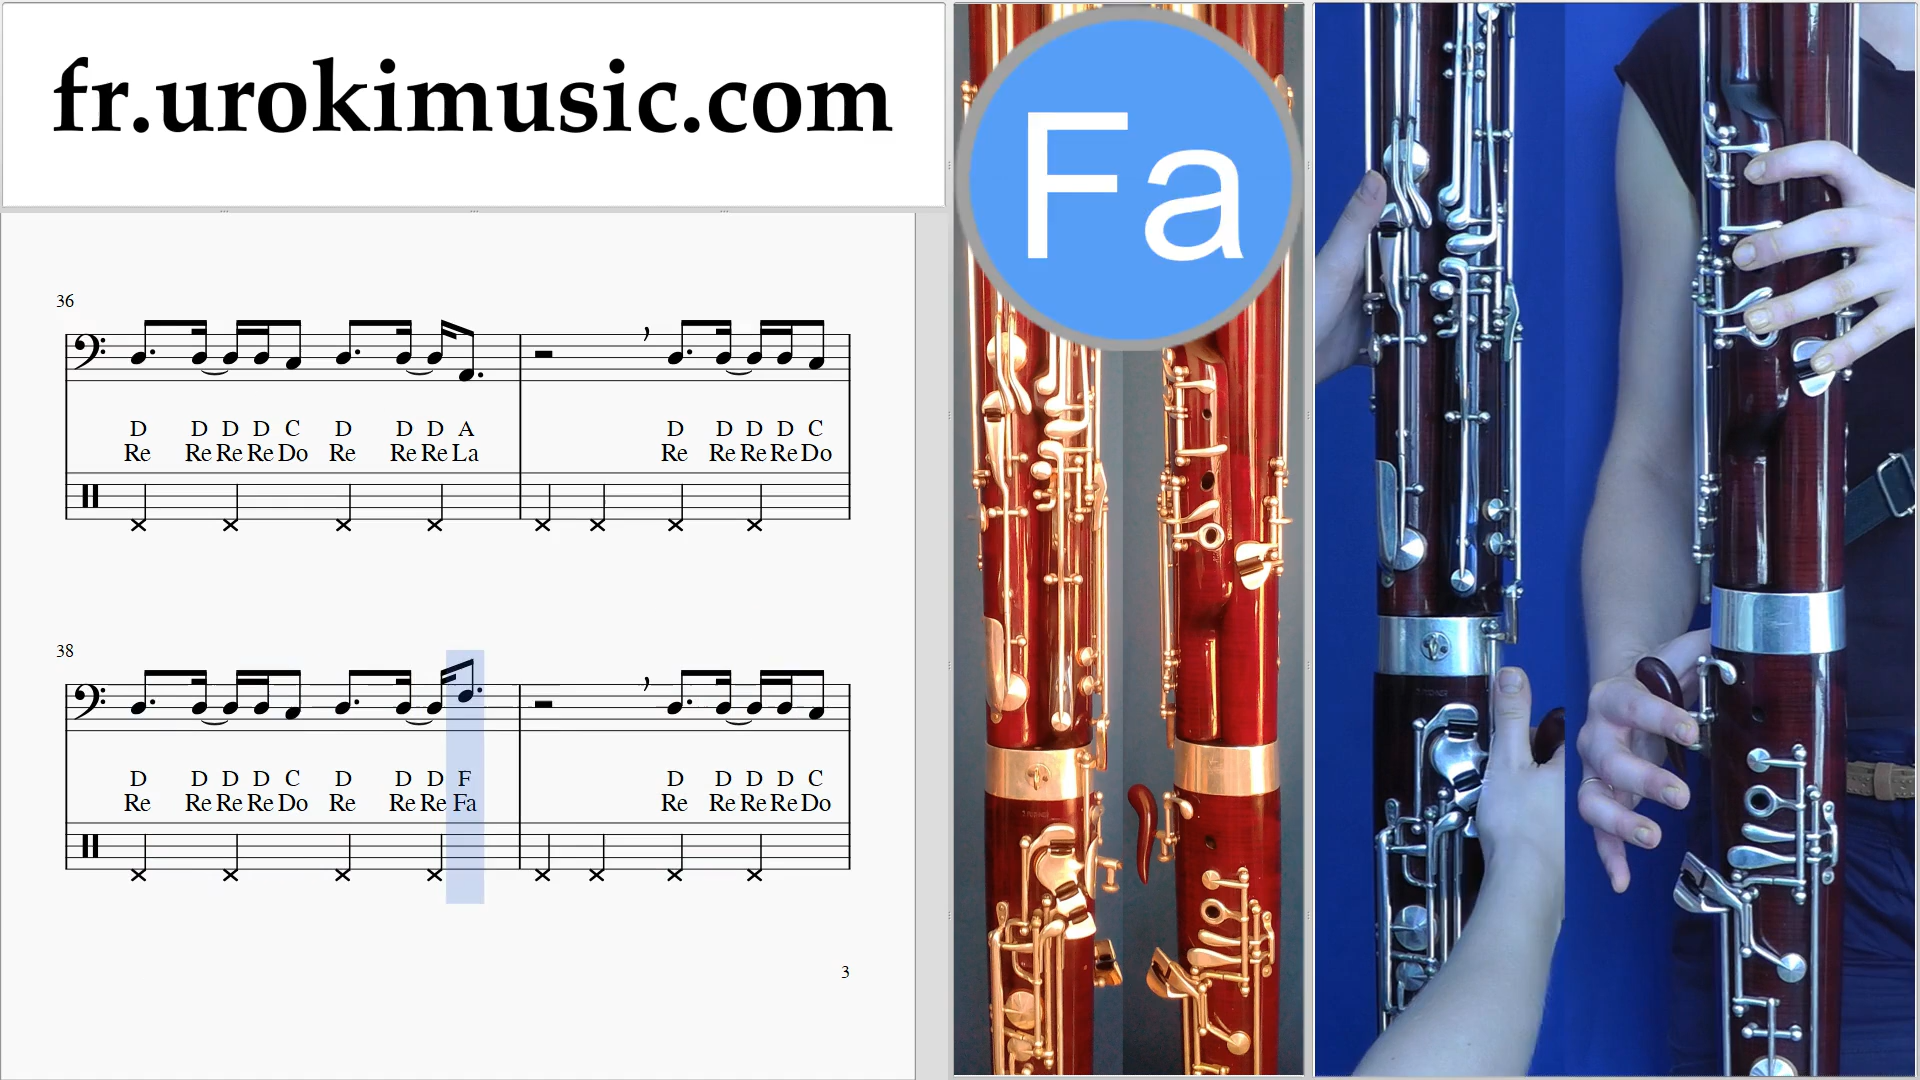 fr.urokimusic.com
Fa
36
D D D D C D D D A D D D D C
Re Re Re Re Do Re Re Re La Re Re Re Re Do
38
D D D D C D D D F D D D D C
Re Re Re Re Do Re Re Re Fa Re Re Re Re Do
3